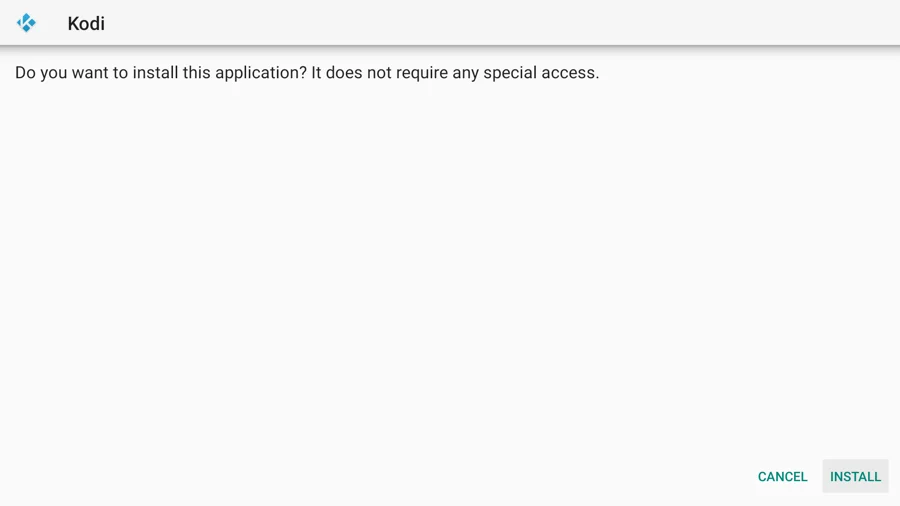 Kodi
Do you want to install this application? It does not require any special access.
CANCEL INSTALL